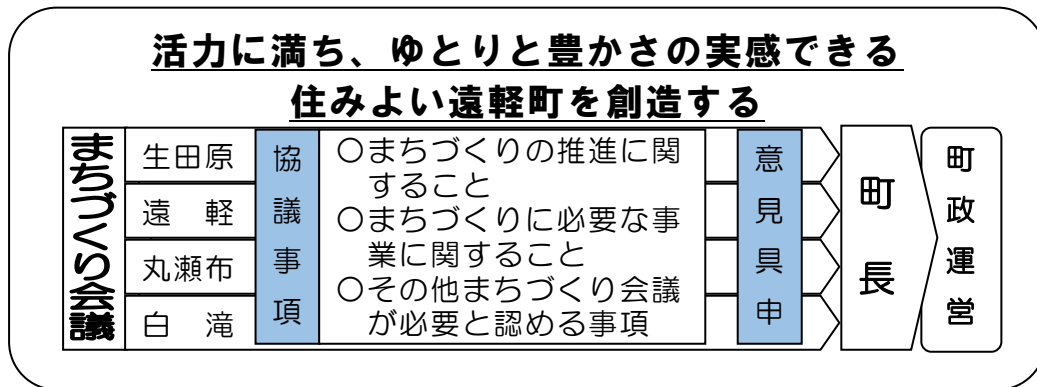 活力に満ち、ゆとりと豊かさの実感できる
住みよい遠軽町を創造する
まちづくり会議
生田原
遠　軽
丸瀬布
白　滝
協議事項
○まちづくりの推進に関
すること
○まちづくりに必要な事
業に関すること
○その他まちづくり会議
が必要と認める事項
意見具申
町長
町政運営